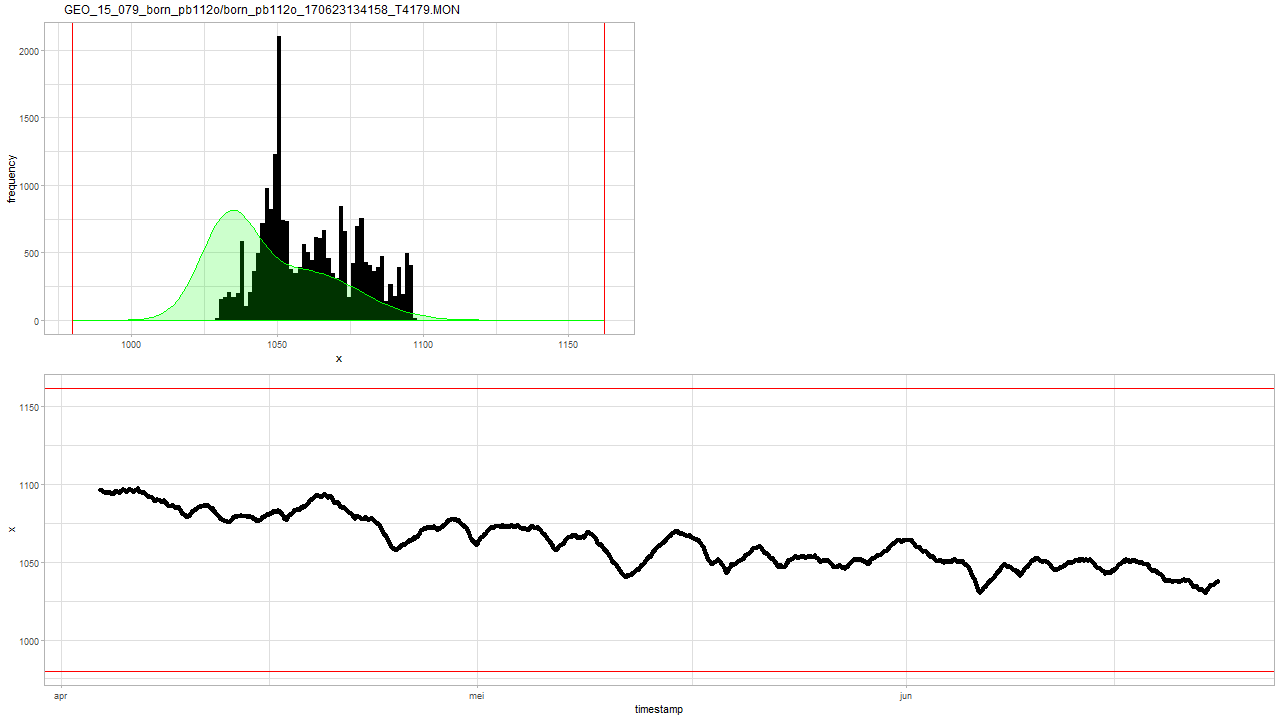 GEO_15_079_born_pb112o/born_pb112o_170623134158_T4179.MON
2000
1500
1000
500
0
frequency
1000 1050 1100 1150
x
1150
1100
1050
1000
x
apr mei jun
timestamp